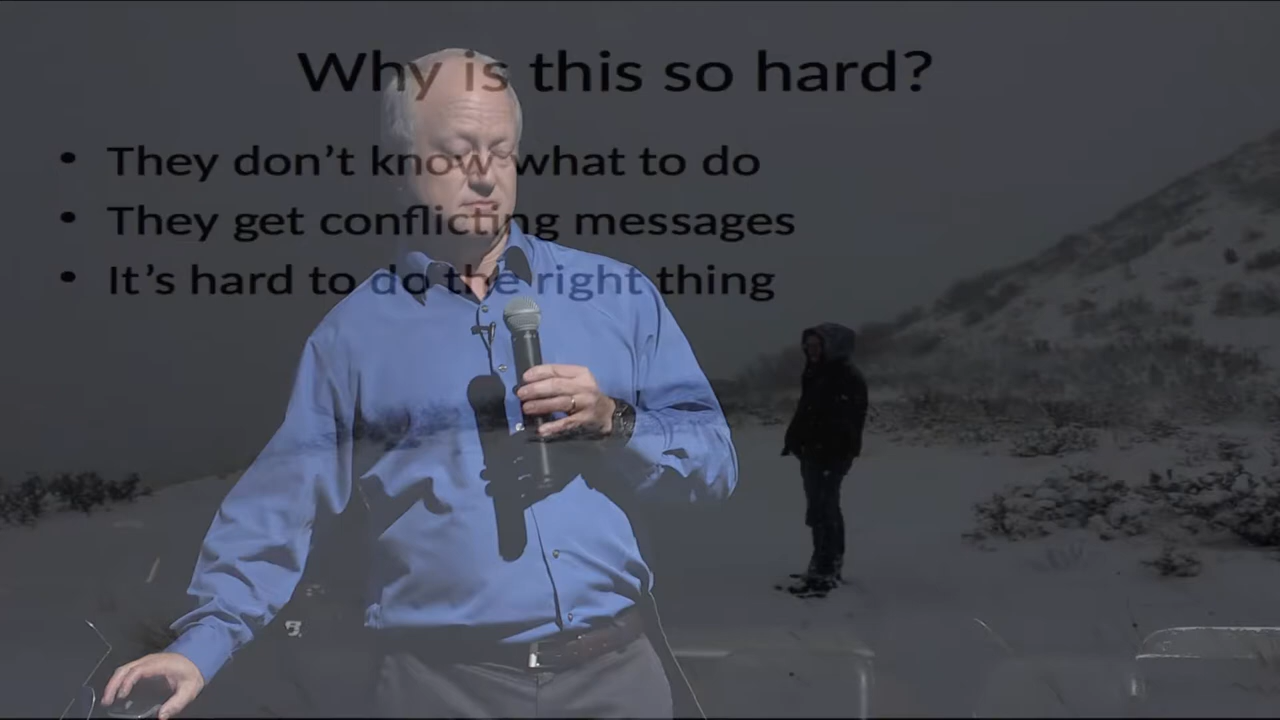 Why is this so hard?
• They don’t know what to do
• They get conflicting messages
• It’s hard to do the right thing